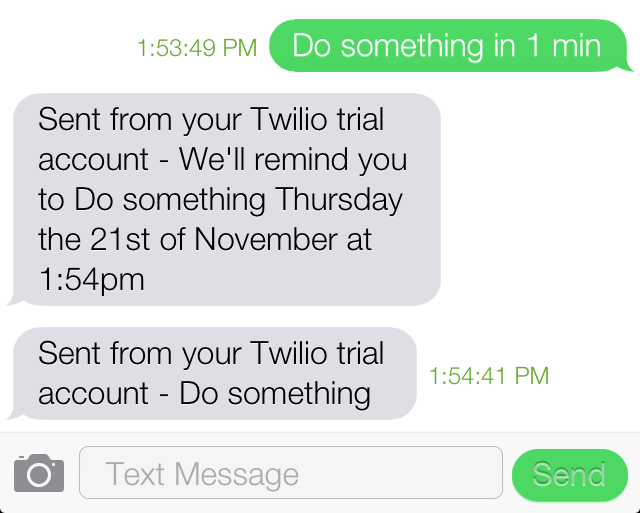 1:53:49 PM Do something in 1 min
Sent from your Twilio trial
account - We'll remind you
to Do something Thursday
the 21st of November at
1:54pm
Sent from your Twilio trial
account - Do something
1:54:41 PM
Text Message
Send